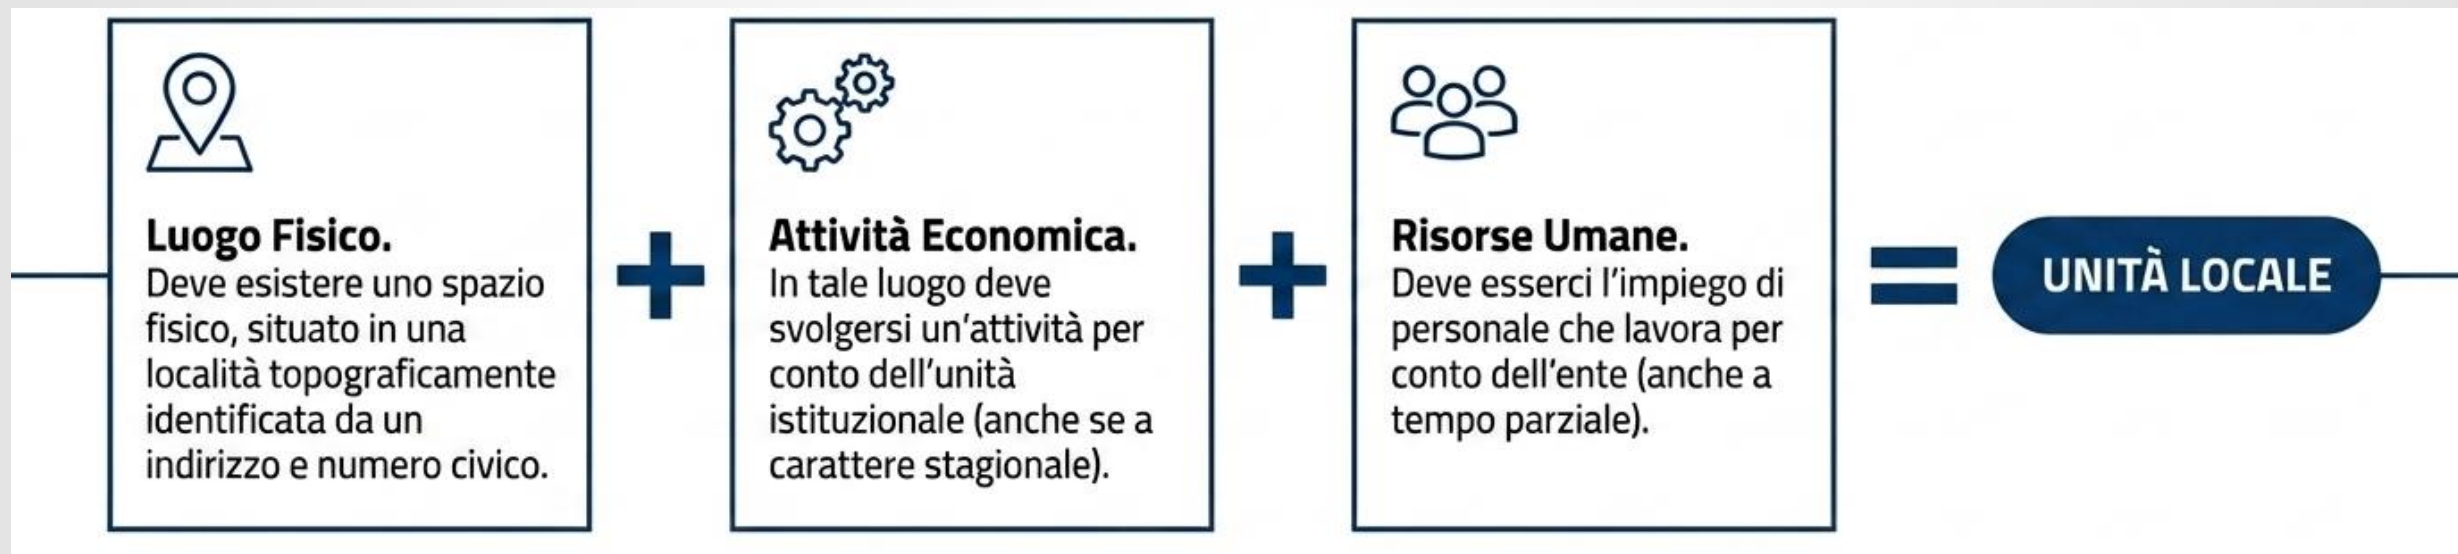 Luogo Fisico.
Deve esistere uno spazio
fisico, situato in una
località topograficamente
identificata da un
indirizzo e numero civico.
+
Attività Economica.
In tale luogo deve
svolgersi un'attività per
conto dell'unità
istituzionale (anche se a
carattere stagionale).
+
Risorse Umane.
Deve esserci l'impiego di
personale che lavora per
conto dell'ente (anche a
tempo parziale).
=
UNITÀ LOCALE